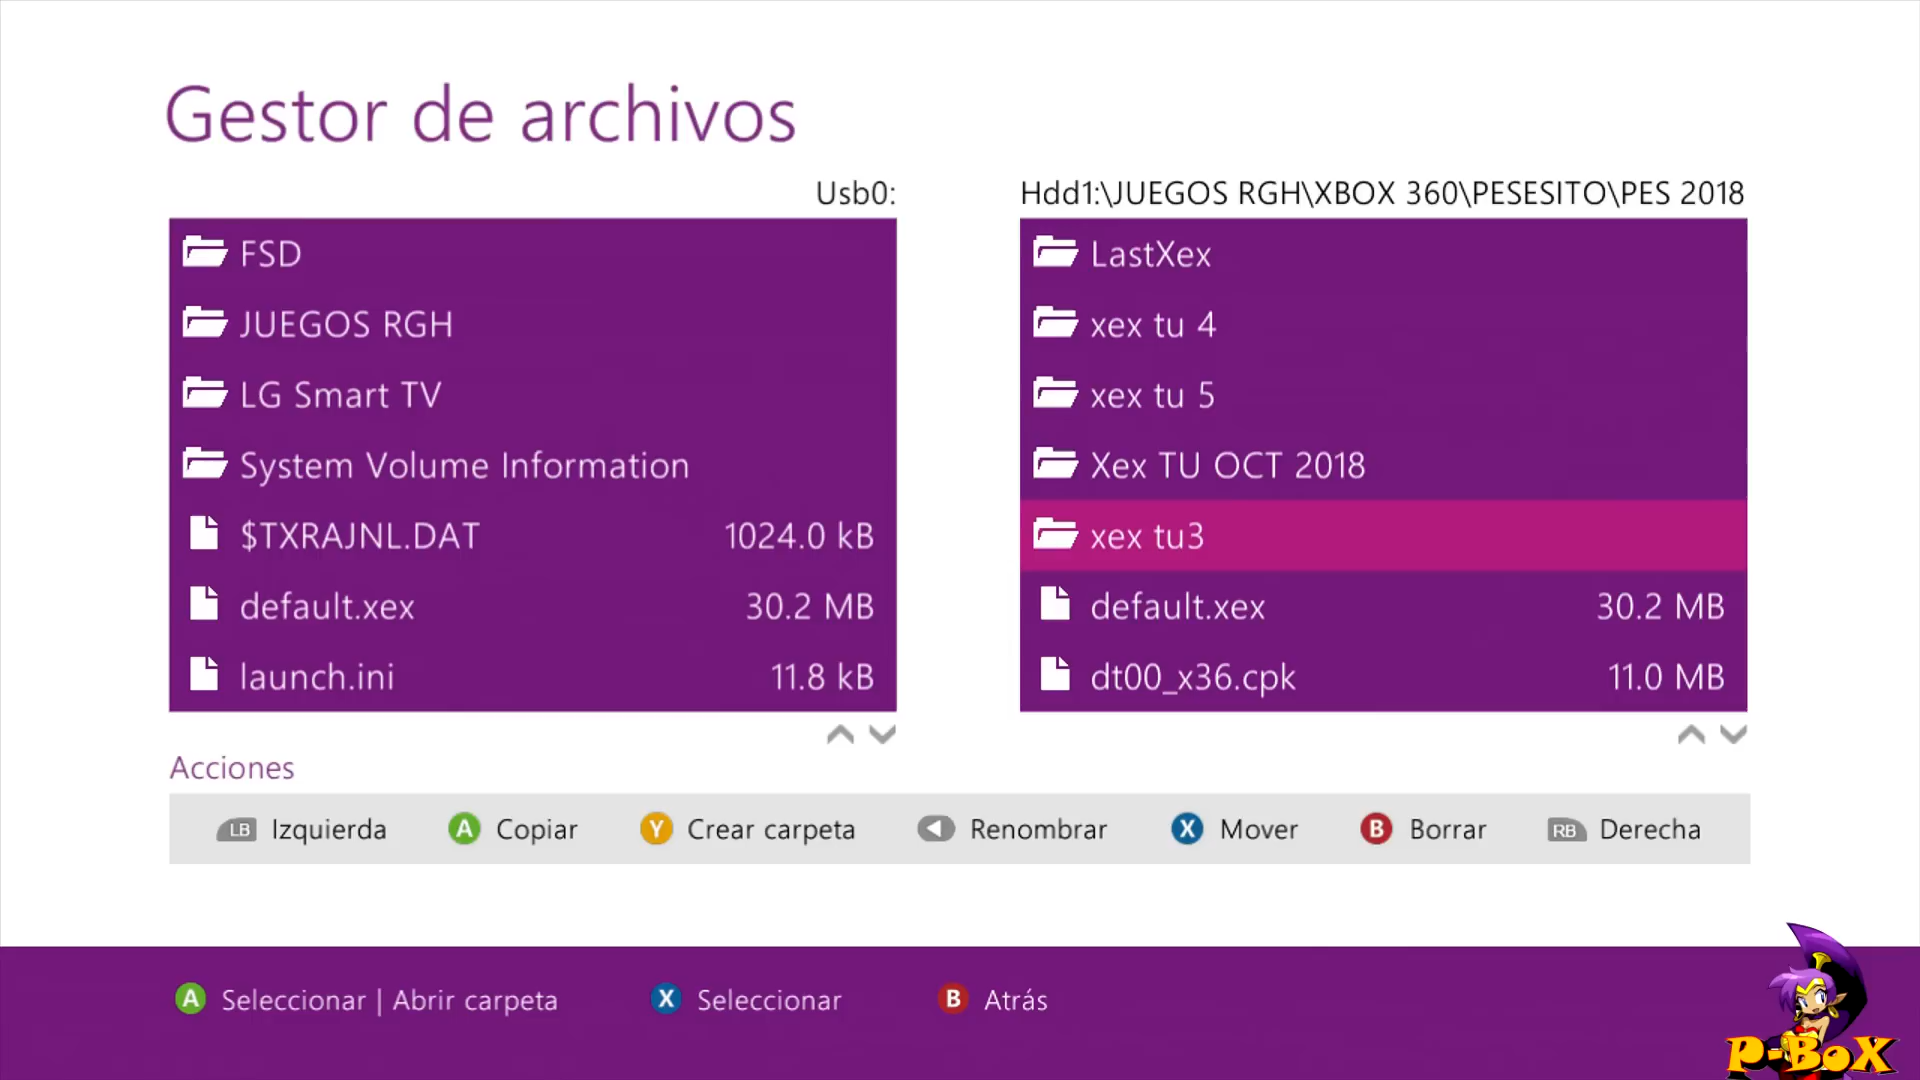 Gestor de archivos
Usb0:
FSD
JUEGOS RGH
LG Smart TV
System Volume Information
$TXRAJNL.DAT 1024.0 kB
default.xex 30.2 MB
launch.ini 11.8 kB
Hdd1:\JUEGOS RGH\XBOX 360\PESESITO\PES 2018
LastXex
xex tu 4
xex tu 5
Xex TU OCT 2018
xex tu3
default.xex 30.2 MB
dt00_x36.cpk 11.0 MB
Acciones
LB Izquierda A Copiar Y Crear carpeta Renombrar X Mover B Borrar RB Derecha
A Seleccionar | Abrir carpeta X Seleccionar B Atrás
P-BoX